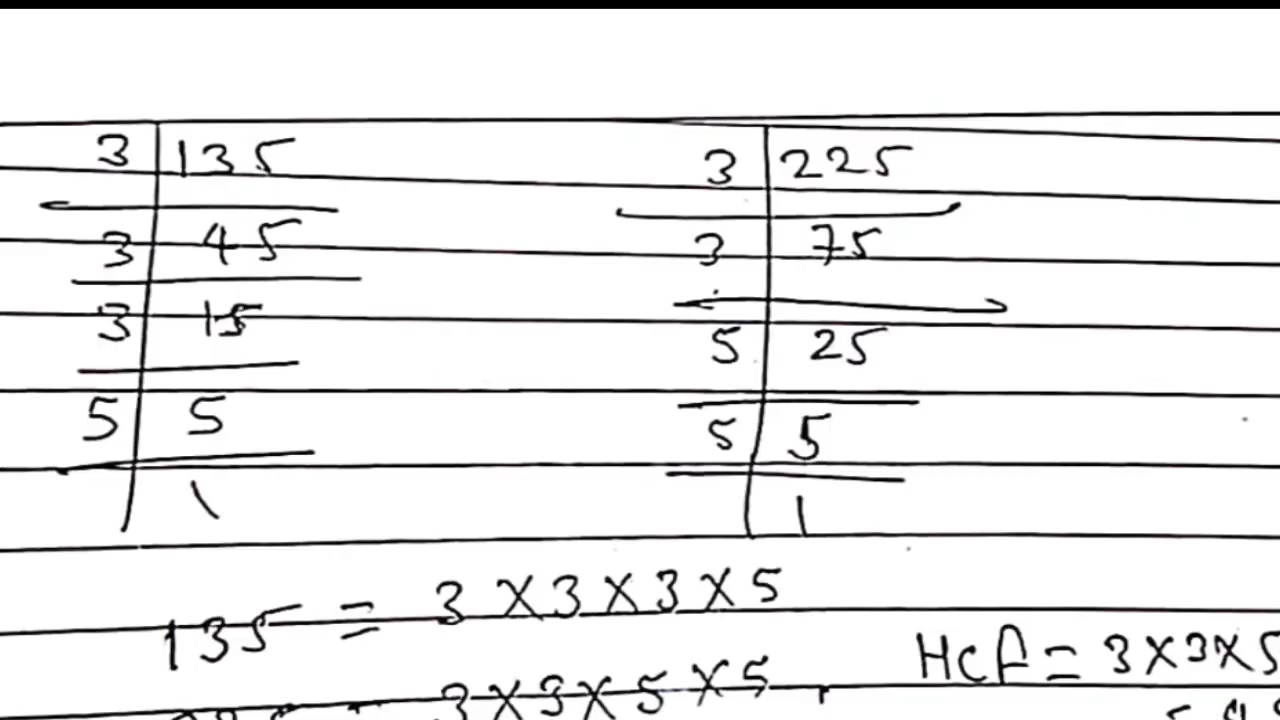 3 | 135
3 | 45
3 | 15
5 | 5
1
3 | 225
3 | 75
5 | 25
5 | 5
1
135 = 3 × 3 × 3 × 5
= 3 × 3 × 5 × 5
HCF = 3 × 3 × 5